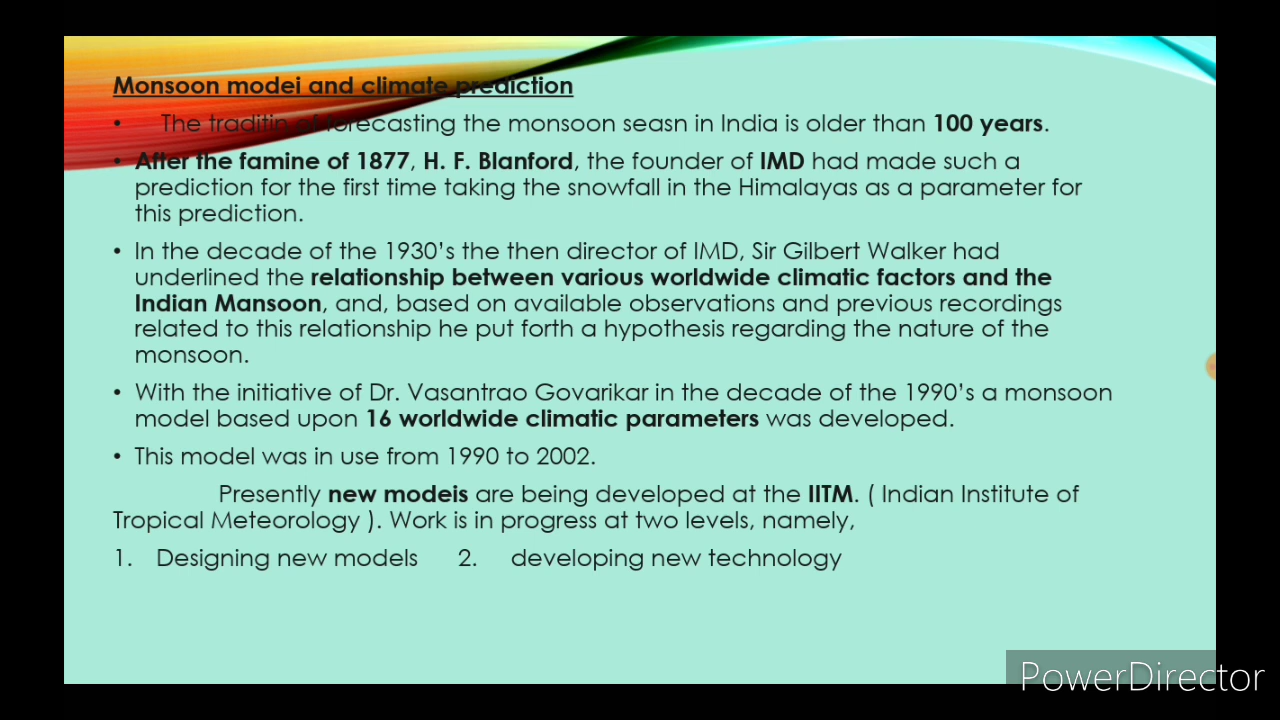 Monsoon modei and climate prediction
• The traditin of forecasting the monsoon seasn in India is older than 100 years.
• After the famine of 1877, H. F. Blanford, the founder of IMD had made such a
prediction for the first time taking the snowfall in the Himalayas as a parameter for
this prediction.
• In the decade of the 1930’s the then director of IMD, Sir Gilbert Walker had
underlined the relationship between various worldwide climatic factors and the
Indian Mansoon, and, based on available observations and previous recordings
related to this relationship he put forth a hypothesis regarding the nature of the
monsoon.
• With the initiative of Dr. Vasantrao Govarikar in the decade of the 1990’s a monsoon
model based upon 16 worldwide climatic parameters was developed.
• This model was in use from 1990 to 2002.
Presently new modeis are being developed at the IITM. ( Indian Institute of
Tropical Meteorology ). Work is in progress at two levels, namely,
1. Designing new models 2. developing new technology
PowerDirector